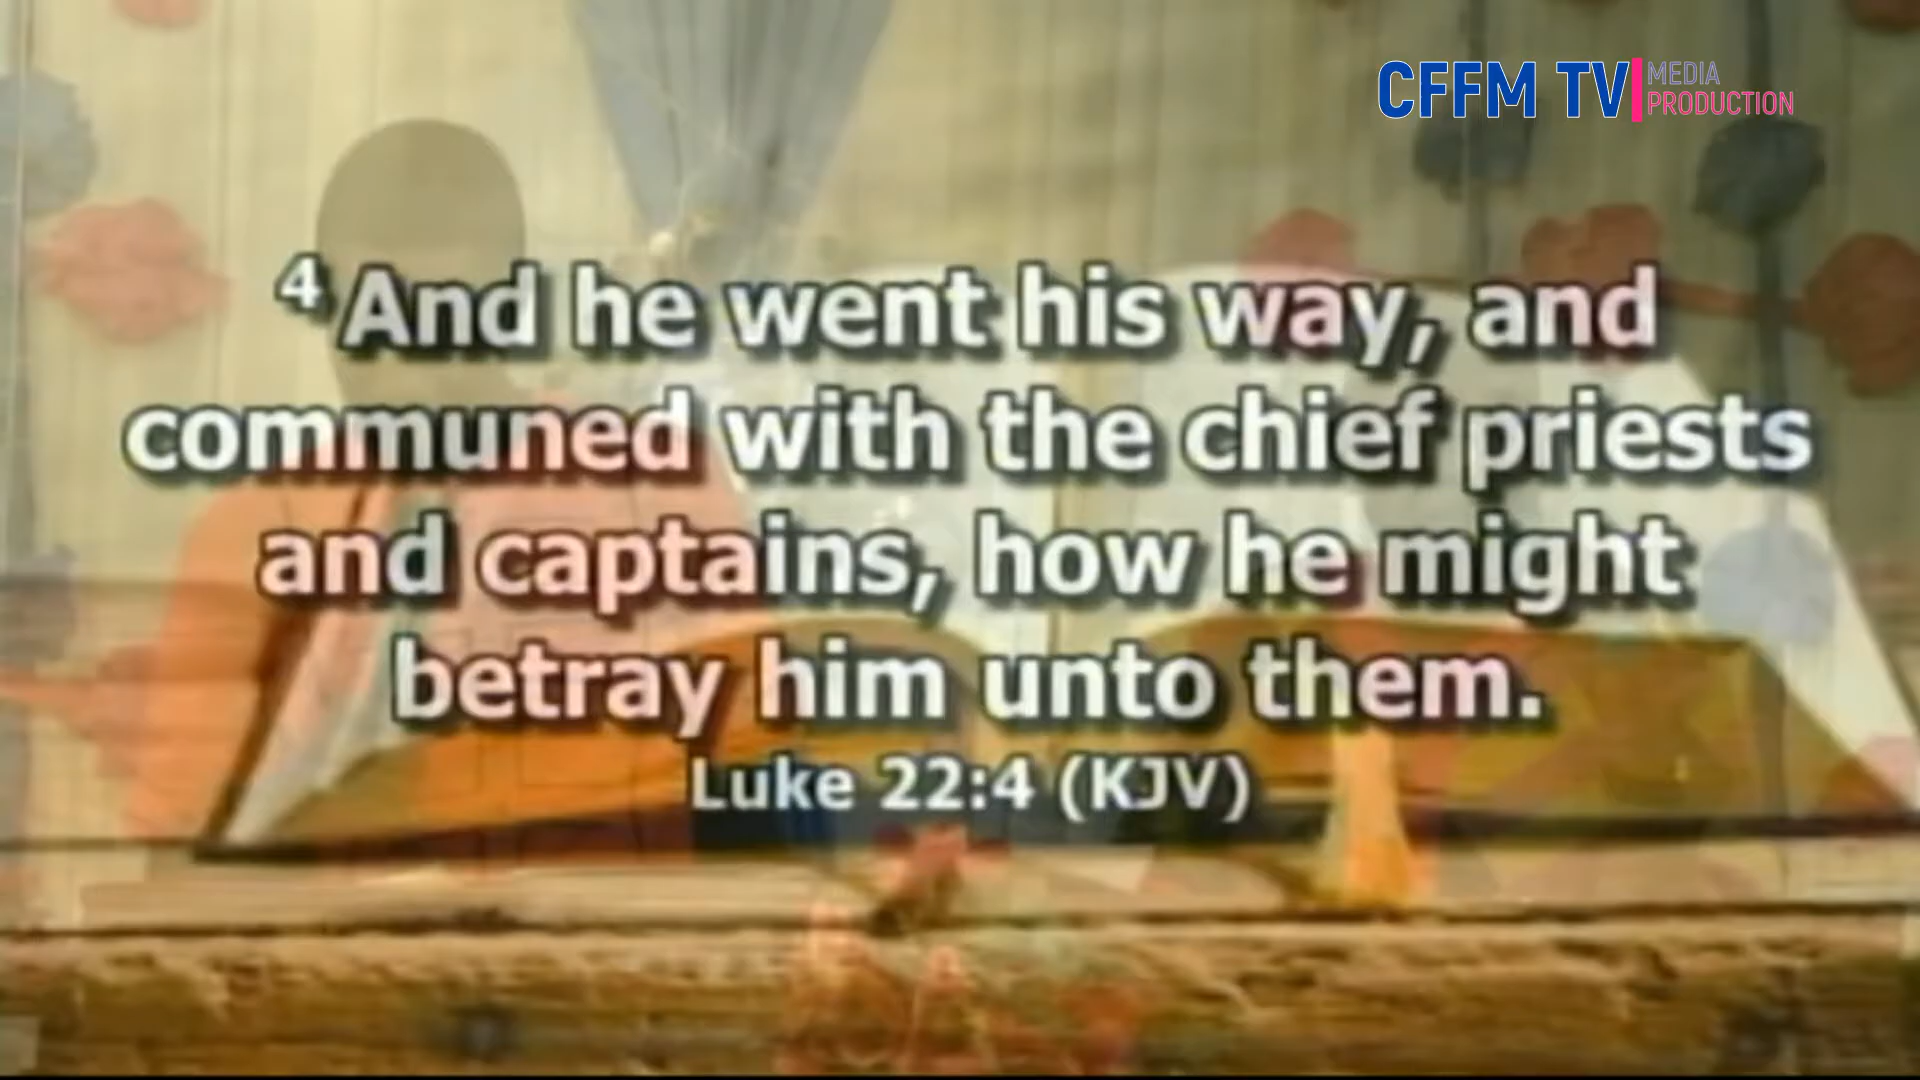 CFFM TV MEDIA
PRODUCTION
4 And he went his way, and
communed with the chief priests
and captains, how he might
betray him unto them.
Luke 22:4 (KJV)